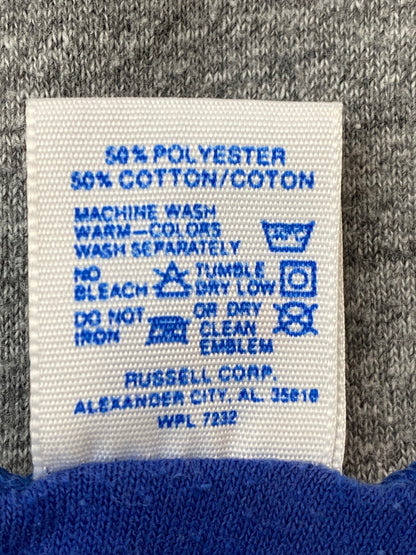 50% POLYESTER
50% COTTON/COTON
MACHINE WASH
WARM-COLORS
WASH SEPARATELY
NO BLEACH TUMBLE DRY LOW
DO NOT IRON OR DRY CLEAN EMBLEM
RUSSELL CORP.
ALEXANDER CITY, AL. 35010
WPL 7232